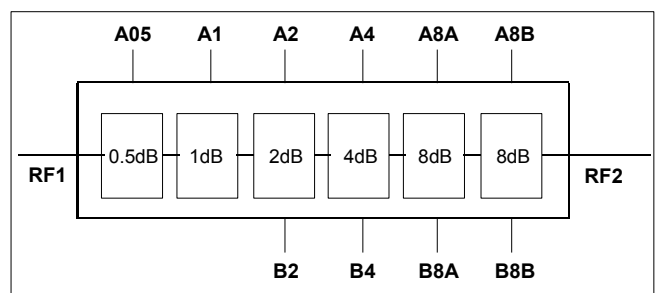 A05 A1 A2 A4 A8A A8B
0.5dB 1dB 2dB 4dB 8dB 8dB
RF1 RF2
B2 B4 B8A B8B